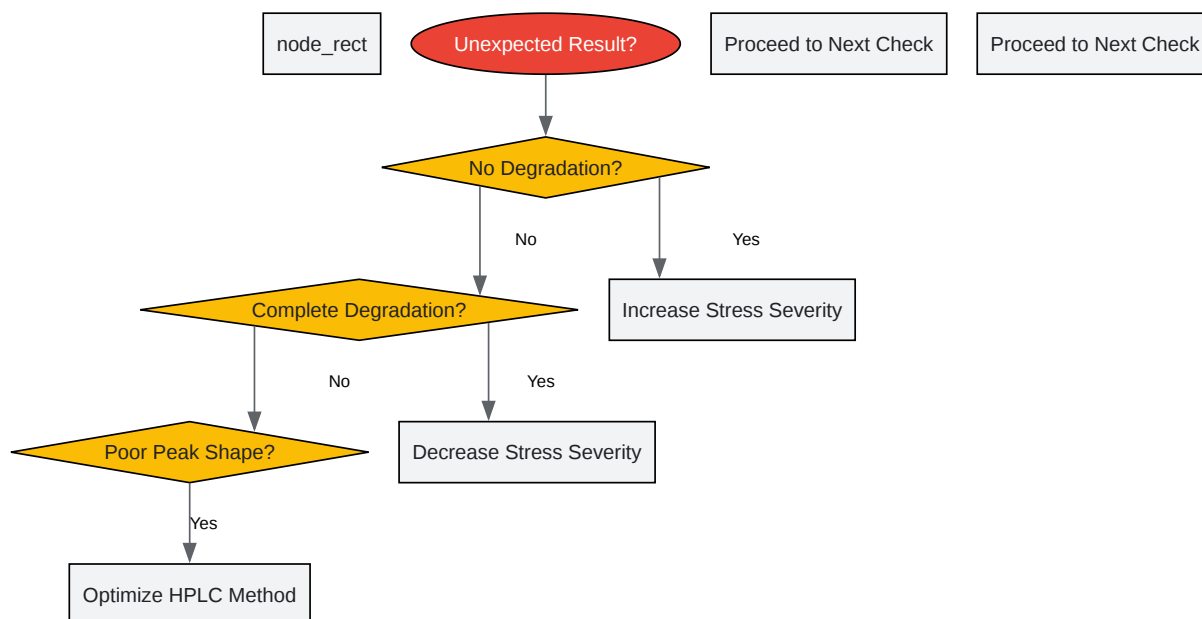 node_rect
Unexpected Result?
Proceed to Next Check
Proceed to Next Check
No Degradation?
No
Yes
Complete Degradation?
Increase Stress Severity
No
Yes
Poor Peak Shape?
Decrease Stress Severity
Yes
Optimize HPLC Method